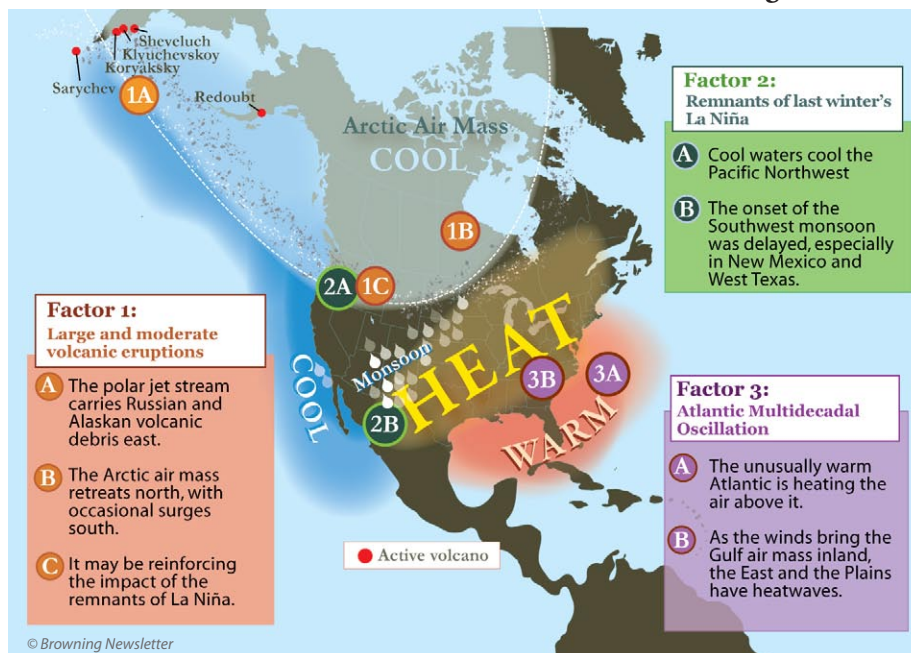 Sheveluch
Klyuchevskoy
Koryaksky
Sarychev
1A
Redoubt
Arctic Air Mass
COOL
1B
2A
1C
Factor 1:
Large and moderate
volcanic eruptions
A
The polar jet stream
carries Russian and
Alaskan volcanic
debris east.
B
The Arctic air mass
retreats north, with
occasional surges
south.
C
It may be reinforcing
the impact of the
remnants of La Niña.
COOL
Monsoon
HEAT
2B
3B
3A
WARM
Active volcano
Factor 2:
Remnants of last winter's
La Niña
A
Cool waters cool the
Pacific Northwest
B
The onset of the
Southwest monsoon
was delayed, especially
in New Mexico and
West Texas.
Factor 3:
Atlantic Multidecadal
Oscillation
A
The unusually warm
Atlantic is heating the
air above it.
B
As the winds bring the
Gulf air mass inland,
the East and the Plains
have heatwaves.
© Browning Newsletter